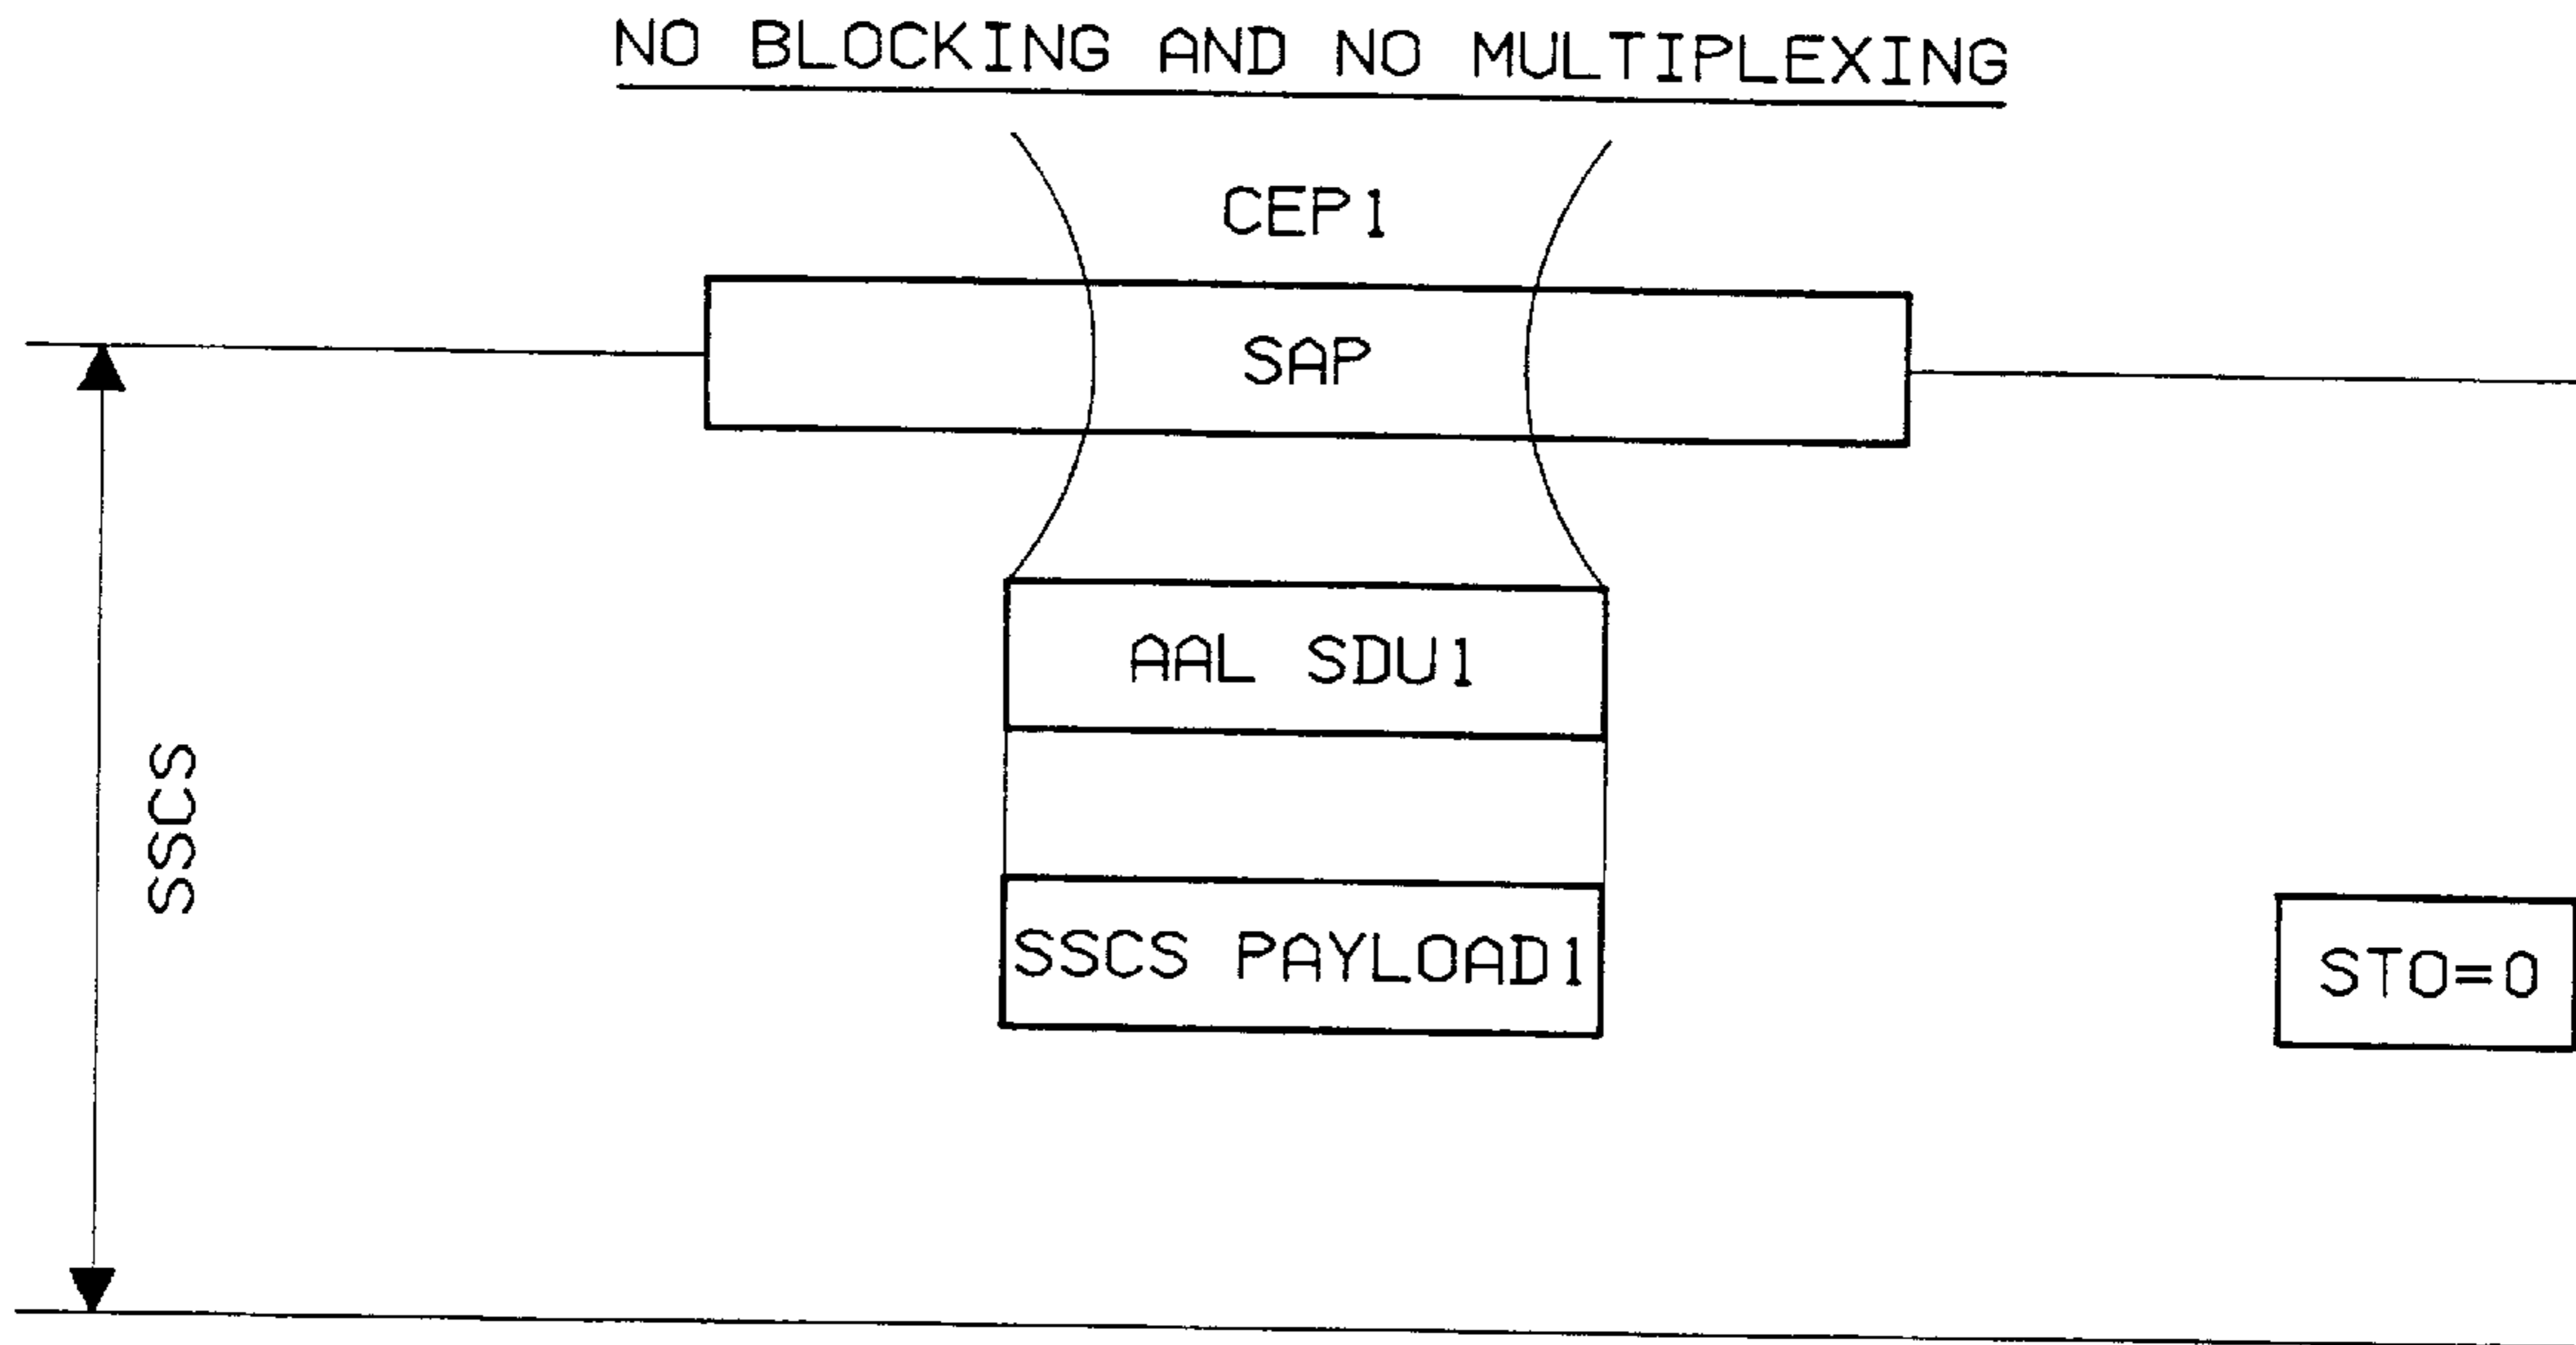 NO BLOCKING AND NO MULTIPLEXING
CEP1
SAP
AAL SDU1
SSCS
SSCS PAYLOAD1
STO=0